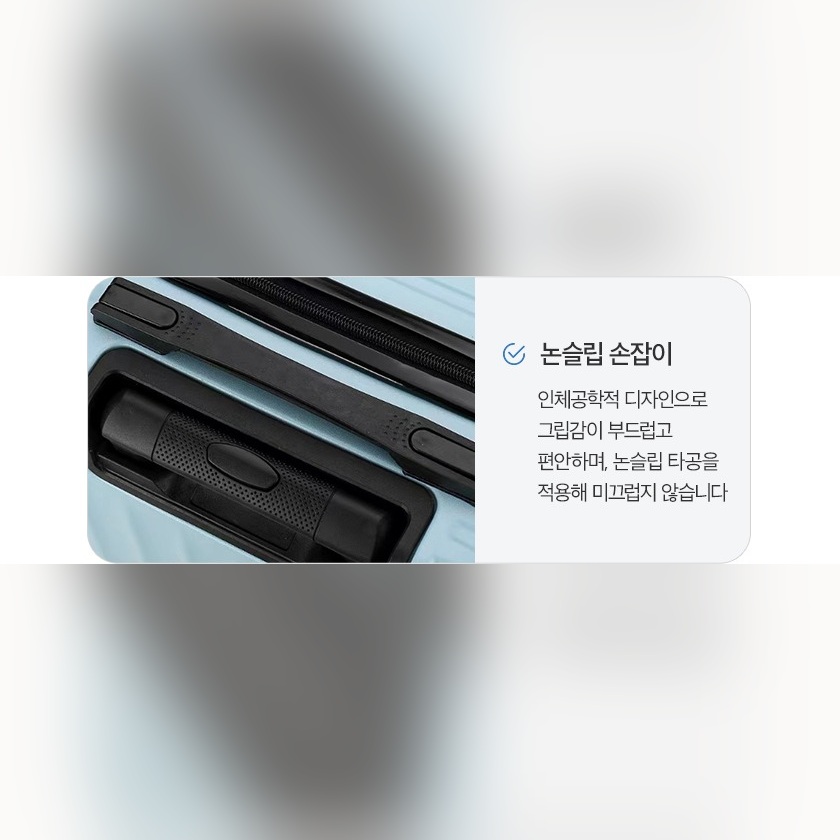 논슬립 손잡이
인체공학적 디자인으로
그립감이 부드럽고
편안하며, 논슬립 타공을
적용해 미끄럽지 않습니다